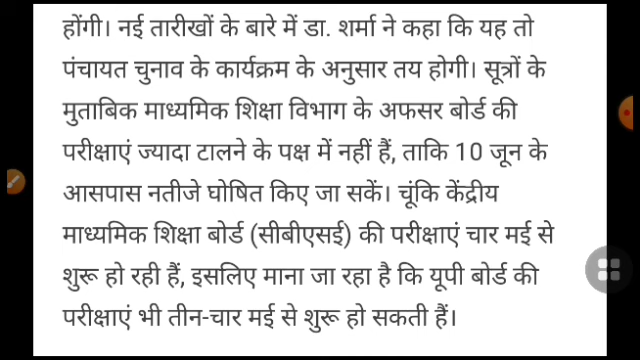 होंगी। नई तारीखों के बारे में डा. शर्मा ने कहा कि यह तो
पंचायत चुनाव के कार्यक्रम के अनुसार तय होगी। सूत्रों के
मुताबिक माध्यमिक शिक्षा विभाग के अफसर बोर्ड की
परीक्षाएं ज्यादा टालने के पक्ष में नहीं हैं, ताकि 10 जून के
आसपास नतीजे घोषित किए जा सकें। चूंकि केंद्रीय
माध्यमिक शिक्षा बोर्ड (सीबीएसई) की परीक्षाएं चार मई से
शुरू हो रही हैं, इसलिए माना जा रहा है कि यूपी बोर्ड की
परीक्षाएं भी तीन-चार मई से शुरू हो सकती हैं।